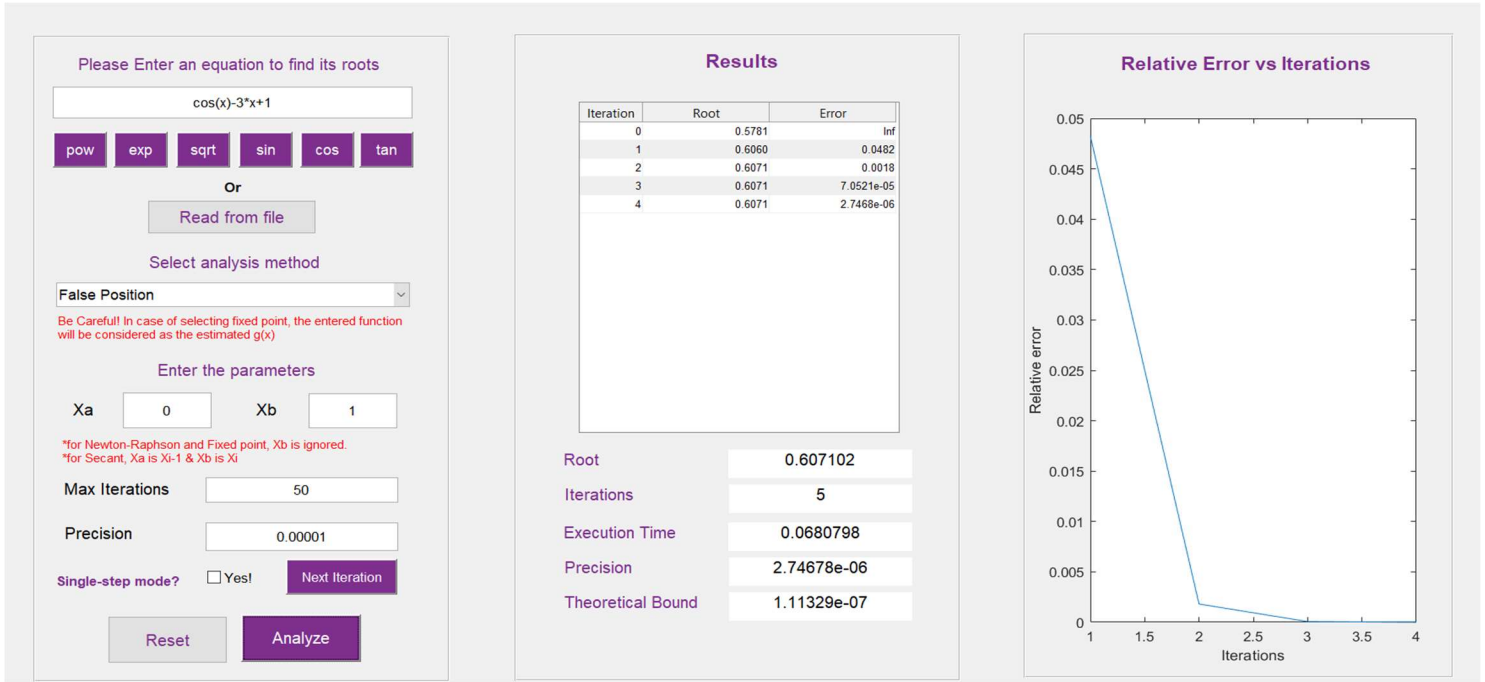 Please Enter an equation to find its roots
cos(x)-3*x+1
pow exp sqrt sin cos tan
Or
Read from file
Select analysis method
False Position
Be Careful! In case of selecting fixed point, the entered function
will be considered as the estimated g(x)
Enter the parameters
Xa 0 Xb 1
*for Newton-Raphson and Fixed point, Xb is ignored.
*for Secant, Xa is Xi-1 & Xb is Xi
Max Iterations 50
Precision 0.00001
Single-step mode? Yes! Next Iteration
Reset Analyze
Results
Iteration Root Error
0 0.5781 Inf
1 0.6060 0.0482
2 0.6071 0.0018
3 0.6071 7.0521e-05
4 0.6071 2.7468e-06
Root 0.607102
Iterations 5
Execution Time 0.0680798
Precision 2.74678e-06
Theoretical Bound 1.11329e-07
Relative Error vs Iterations
0.05
0.045
0.04
0.035
0.03
0.025
0.02
0.015
0.01
0.005
0
Relative error
1 1.5 2 2.5 3 3.5 4
Iterations